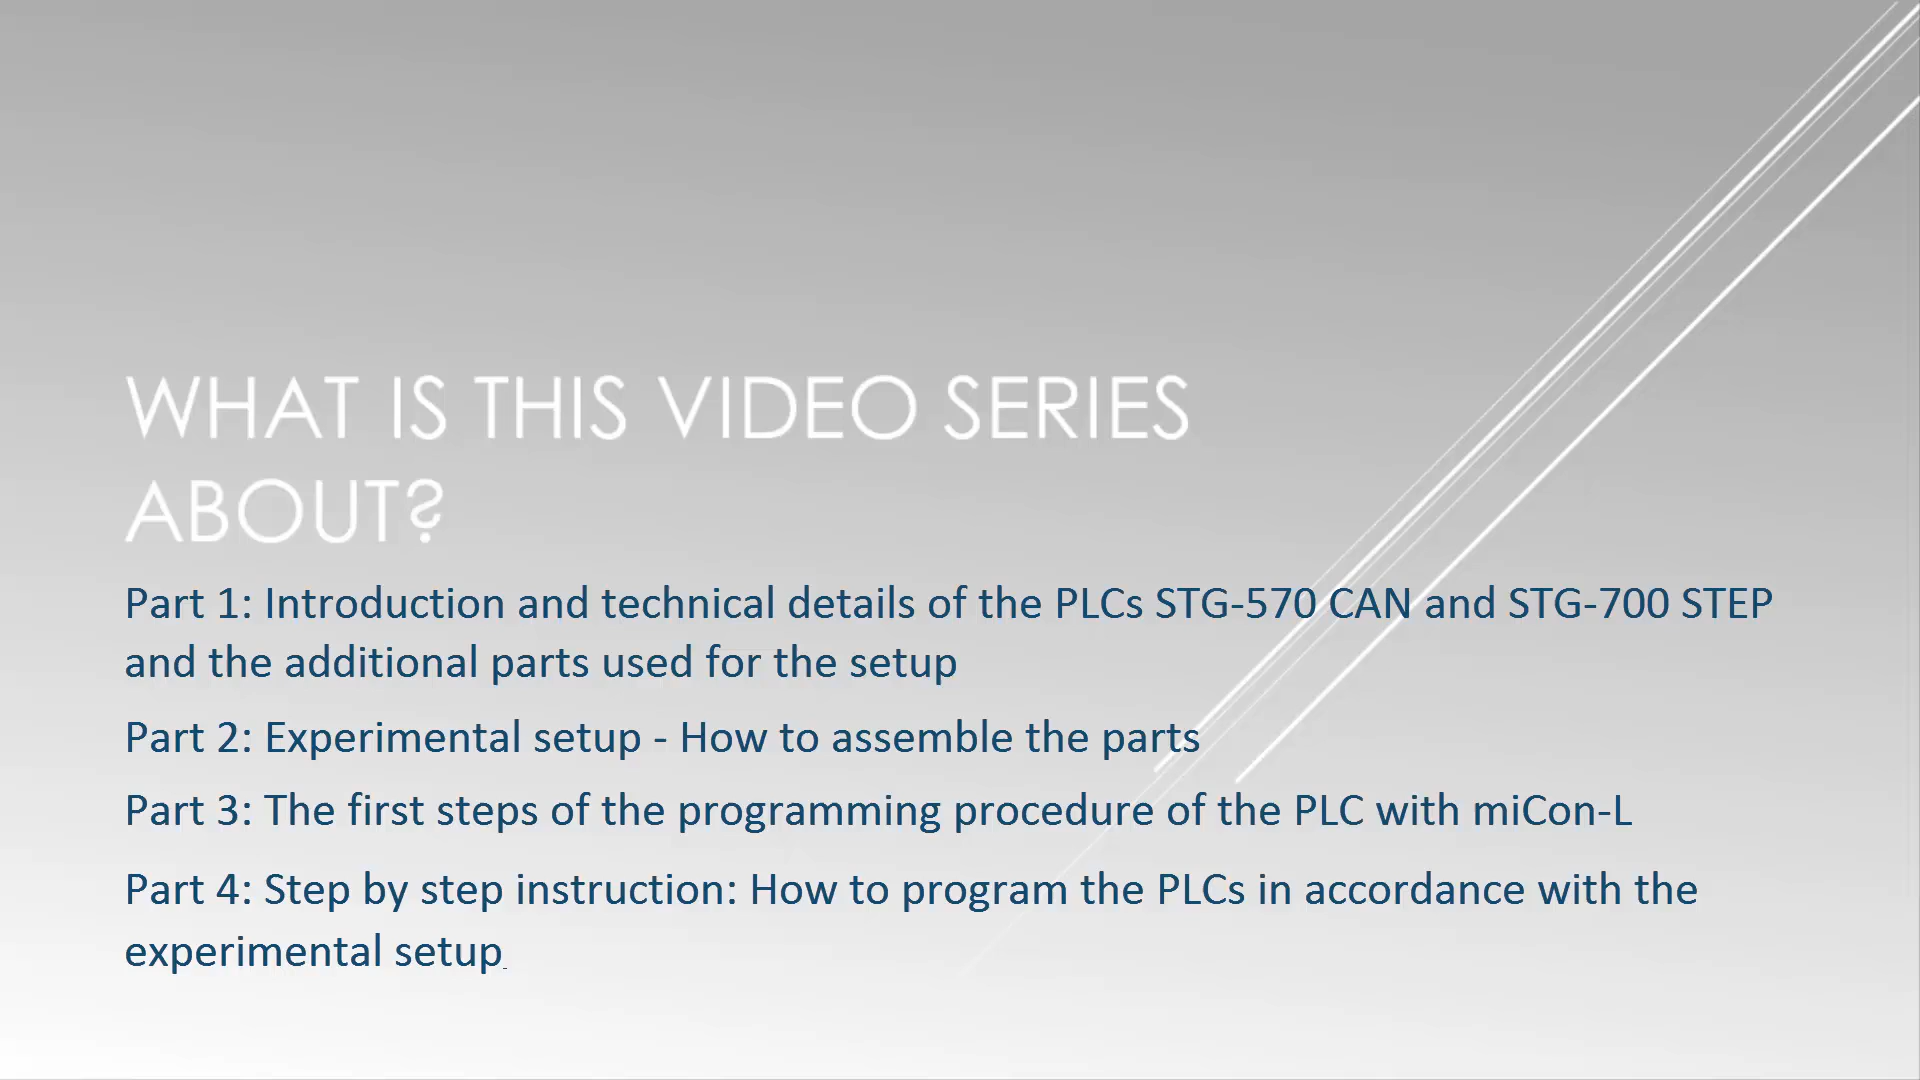 WHAT IS THIS VIDEO SERIES
ABOUT?
Part 1: Introduction and technical details of the PLCs STG-570 CAN and STG-700 STEP
and the additional parts used for the setup
Part 2: Experimental setup - How to assemble the parts
Part 3: The first steps of the programming procedure of the PLC with miCon-L
Part 4: Step by step instruction: How to program the PLCs in accordance with the
experimental setup